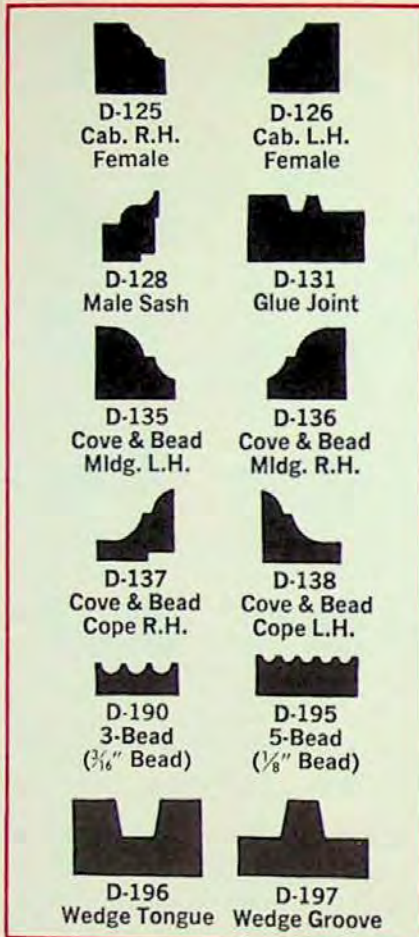 D-125
Cab. R.H.
Female
D-126
Cab. L.H.
Female
D-128
Male Sash
D-131
Glue Joint
D-135
Cove & Bead
Mldg. L.H.
D-136
Cove & Bead
Mldg. R.H.
D-137
Cove & Bead
Cope R.H.
D-138
Cove & Bead
Cope L.H.
D-190
3-Bead
(3⁄16" Bead)
D-195
5-Bead
(1⁄8" Bead)
D-196
Wedge Tongue
D-197
Wedge Groove